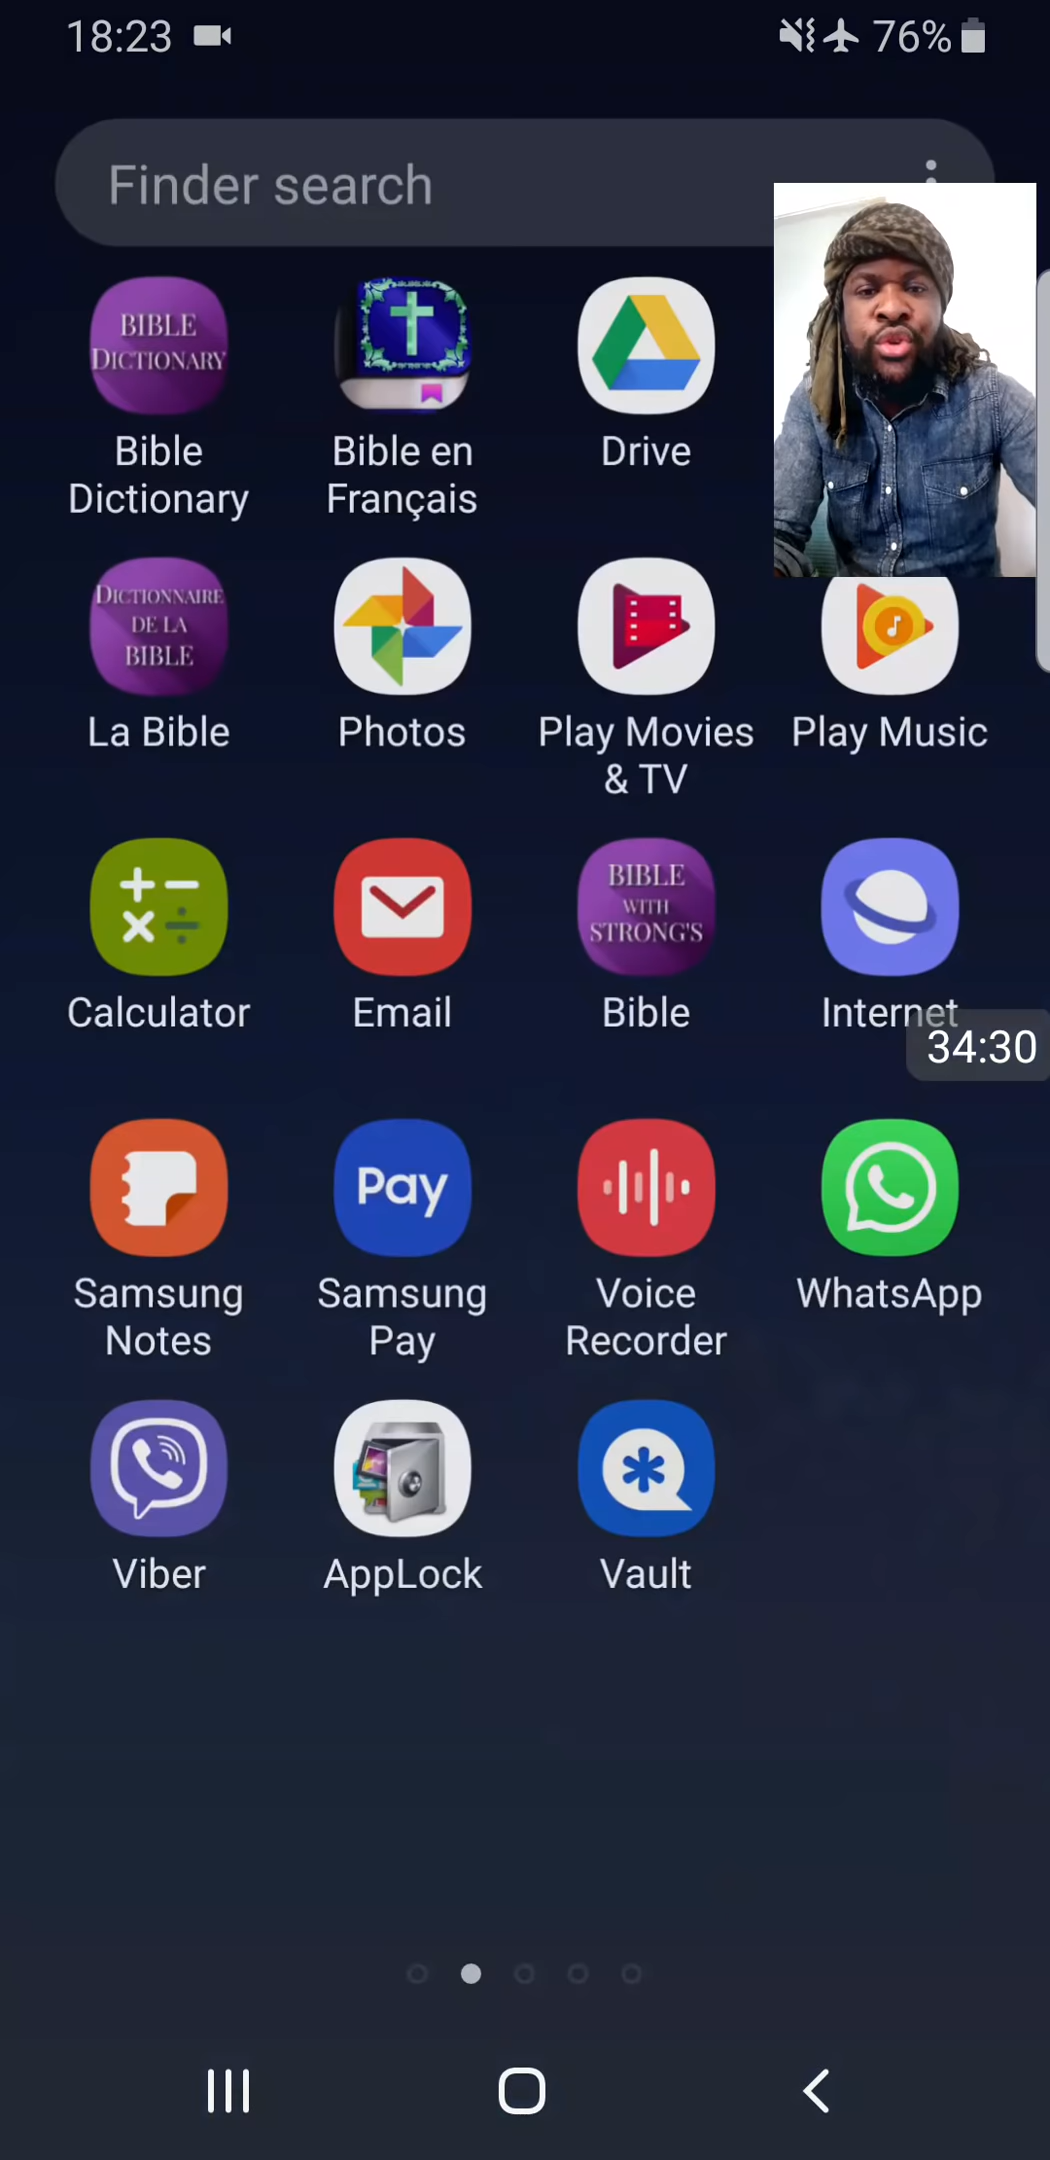 18:23
76%
Finder search
BIBLE
DICTIONARY
Bible
Dictionary
Bible en
Français
Drive
DICTIONNAIRE
DE LA
BIBLE
La Bible
Photos
Play Movies
& TV
Play Music
Calculator
Email
BIBLE
WITH
STRONG'S
Bible
Internet
34:30
Samsung
Notes
Pay
Samsung
Pay
Voice
Recorder
WhatsApp
Viber
AppLock
Vault